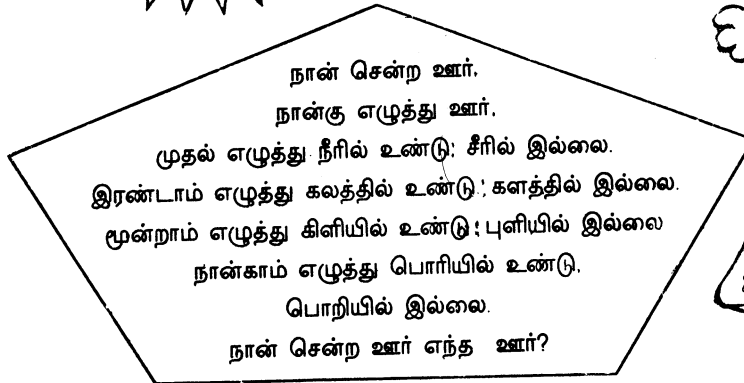 நான் சென்ற ஊர்,
நான்கு எழுத்து ஊர்,
முதல் எழுத்து நீரில் உண்டு; சீரில் இல்லை.
இரண்டாம் எழுத்து கலத்தில் உண்டு; களத்தில் இல்லை.
மூன்றாம் எழுத்து கிளியில் உண்டு; புளியில் இல்லை
நான்காம் எழுத்து பொரியில் உண்டு,
பொறியில் இல்லை.
நான் சென்ற ஊர் எந்த ஊர்?